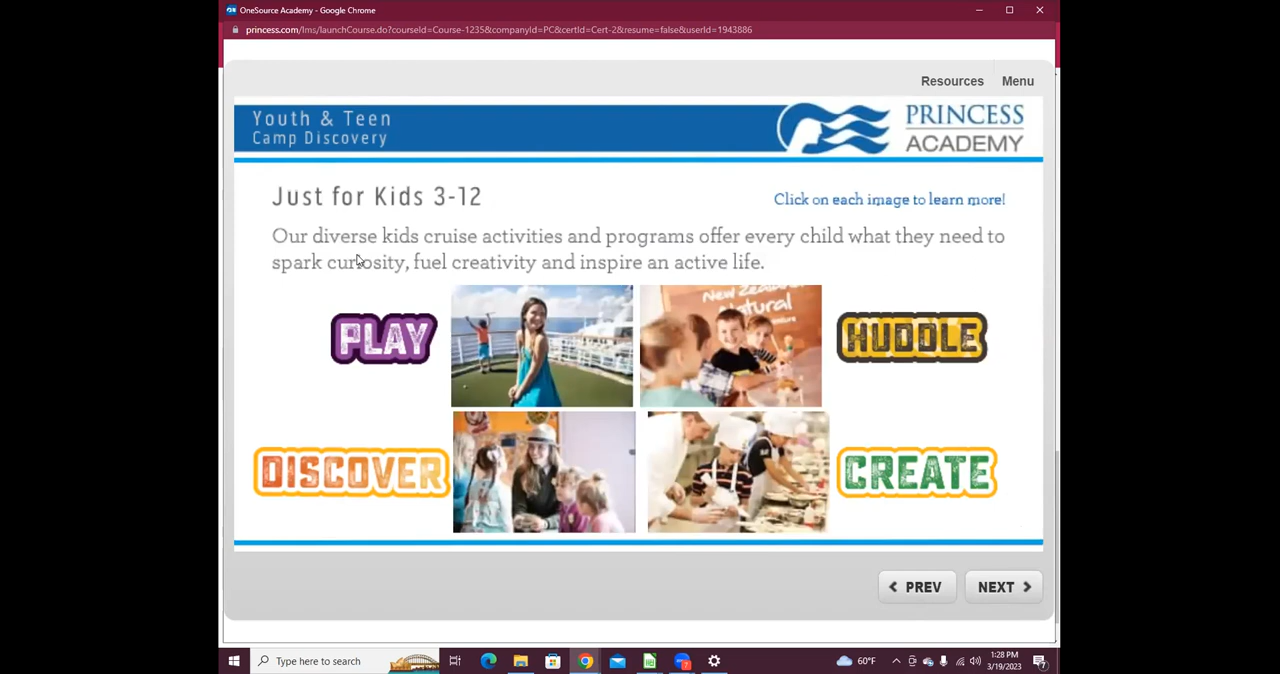 OneSource Academy - Google Chrome
princess.com/lms/launchCourse.do?courseId=Course-1235&companyId=PC&certId=Cert-2&resume=false&userId=1943886
Resources Menu
Youth & Teen
Camp Discovery
PRINCESS
ACADEMY
Just for Kids 3-12
Click on each image to learn more!
Our diverse kids cruise activities and programs offer every child what they need to
spark curiosity, fuel creativity and inspire an active life.
New Zealand
Natural
PLAY
HUDDLE
DISCOVER
CREATE
PREV
NEXT
Type here to search
60°F
1:28 PM
3/19/2023